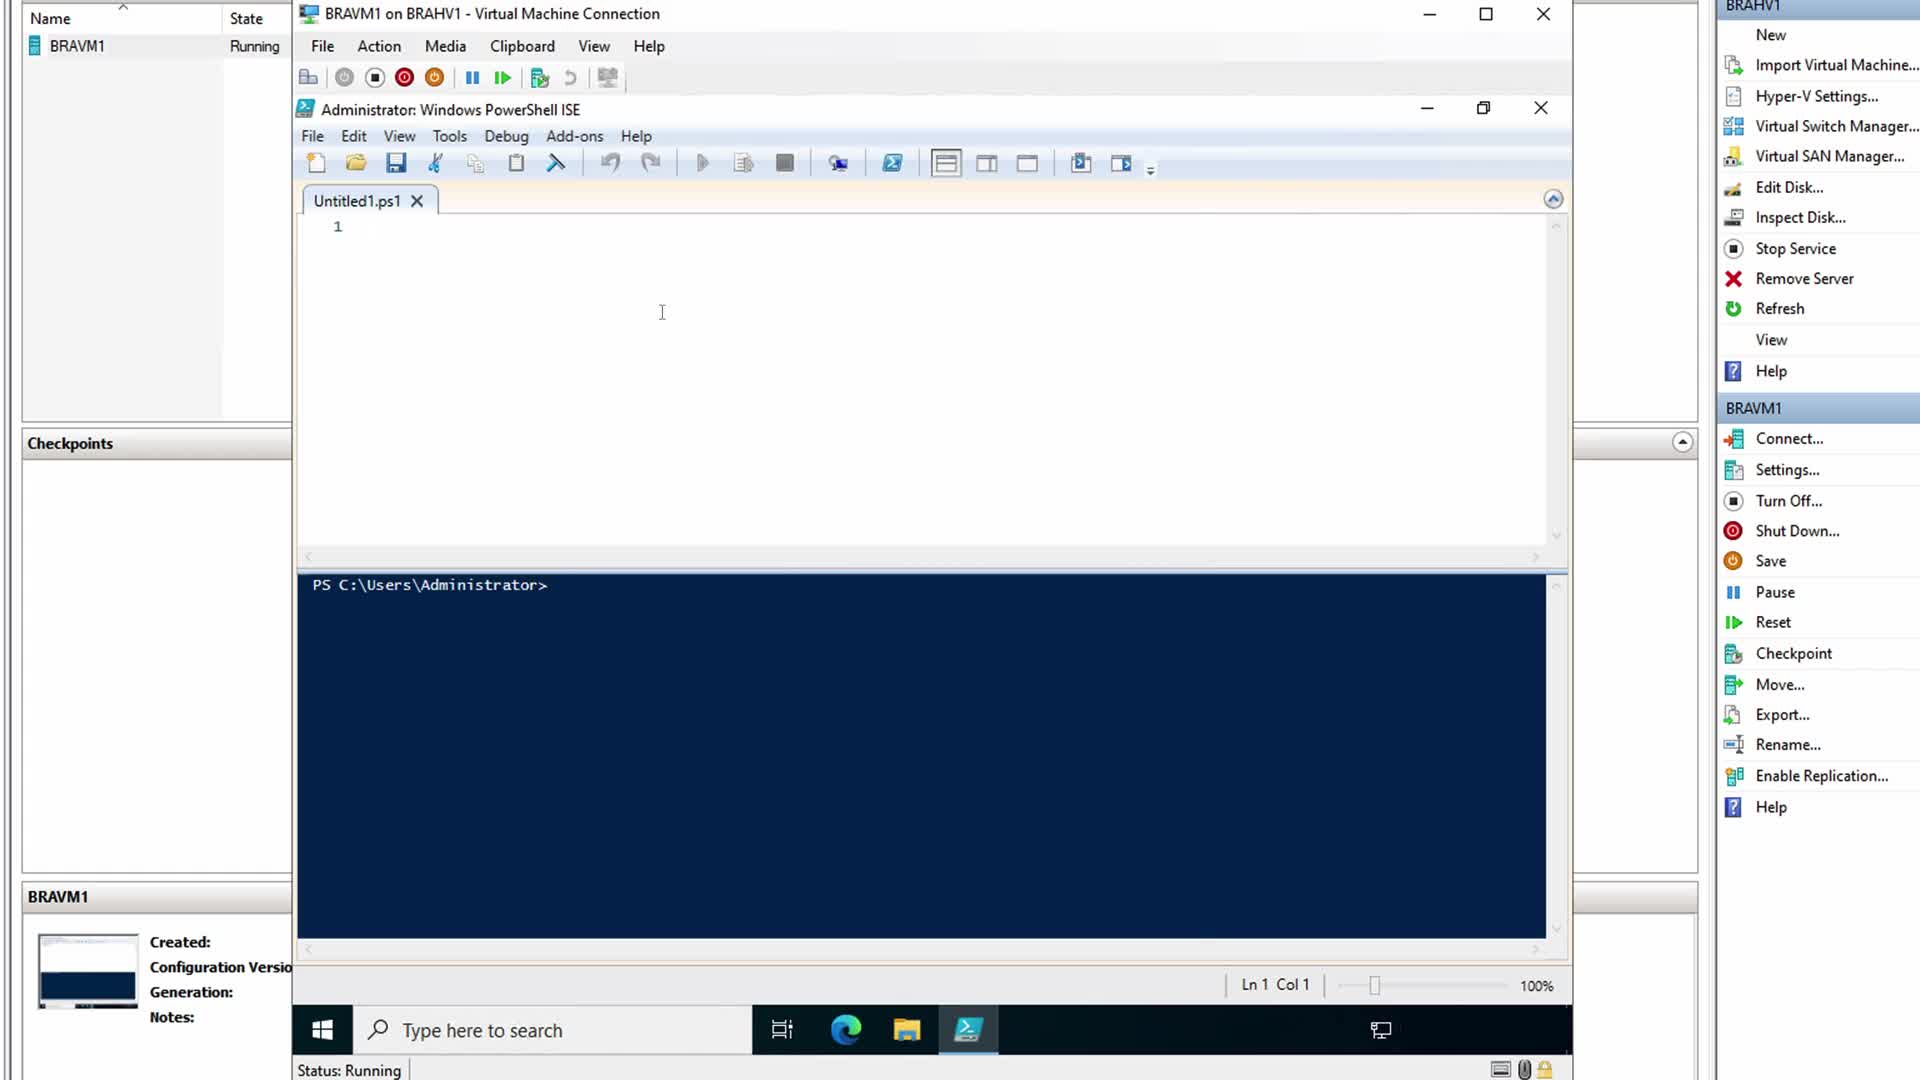 Name State
BRAVM1 Running
Checkpoints
BRAVM1
Created:
Configuration Versio
Generation:
Notes:
BRAVM1 on BRAHV1 - Virtual Machine Connection
File Action Media Clipboard View Help
Administrator: Windows PowerShell ISE
File Edit View Tools Debug Add-ons Help
Untitled1.ps1
1
PS C:\Users\Administrator>
Ln 1 Col 1 100%
Type here to search
Status: Running
BRAHV1
New
Import Virtual Machine...
Hyper-V Settings...
Virtual Switch Manager...
Virtual SAN Manager...
Edit Disk...
Inspect Disk...
Stop Service
Remove Server
Refresh
View
Help
BRAVM1
Connect...
Settings...
Turn Off...
Shut Down...
Save
Pause
Reset
Checkpoint
Move...
Export...
Rename...
Enable Replication...
Help